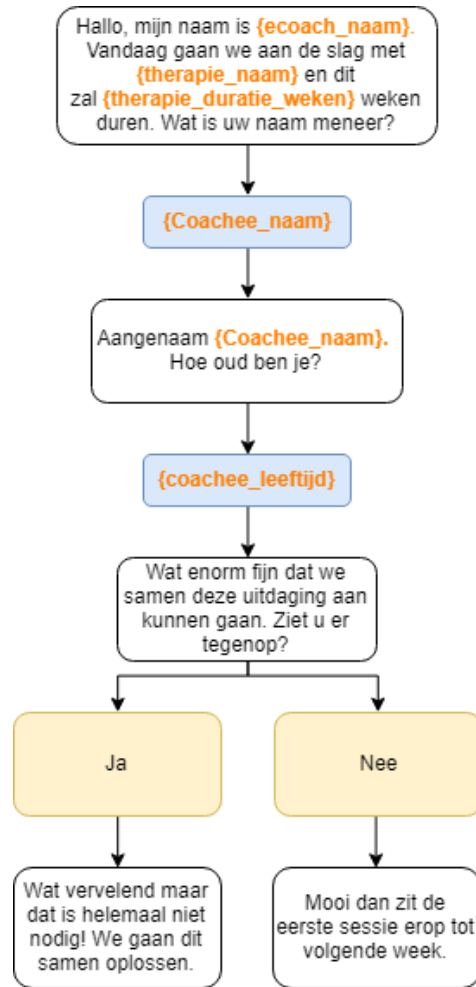 Hallo, mijn naam is {ecoach_naam}.
Vandaag gaan we aan de slag met
{therapie_naam} en dit
zal {therapie_duratie_weken} weken
duren. Wat is uw naam meneer?
{Coachee_naam}
Aangenaam {Coachee_naam}.
Hoe oud ben je?
{coachee_leeftijd}
Wat enorm fijn dat we
samen deze uitdaging aan
kunnen gaan. Ziet u er
tegenop?
Ja
Nee
Wat vervelend maar
dat is helemaal niet
nodig! We gaan dit
samen oplossen.
Mooi dan zit de
eerste sessie erop tot
volgende week.